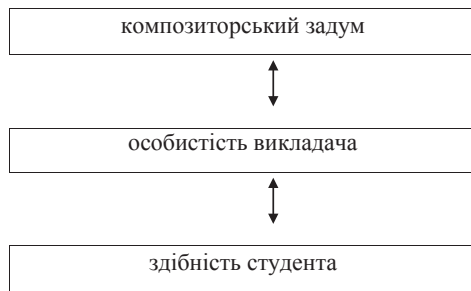 композиторський задум
особистість викладача
здібність студента